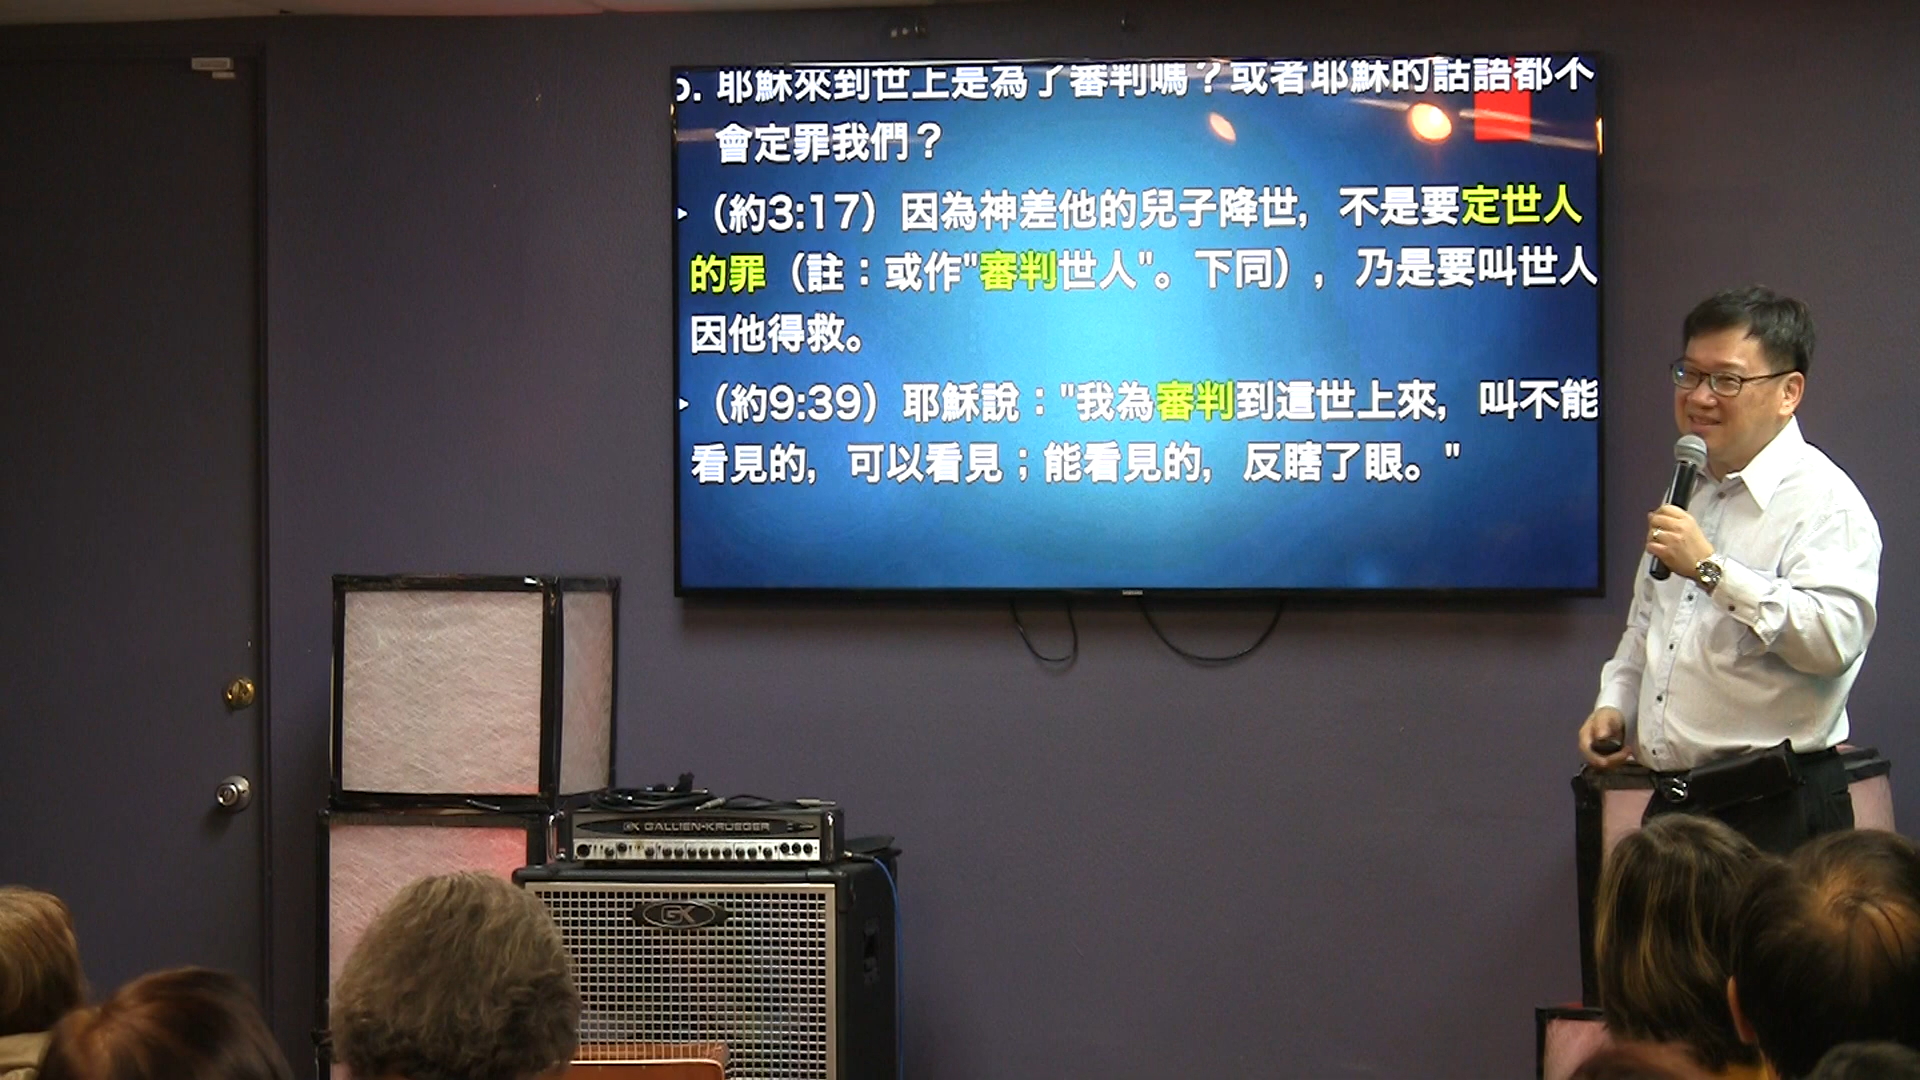 耶穌來到世上是為了審判嗎？或者耶穌的話語都不
會定罪我們？
（約3:17）因為神差他的兒子降世，不是要定世人
的罪（註：或作"審判世人"。下同），乃是要叫世人
因他得救。
（約9:39）耶穌說："我為審判到這世上來，叫不能
看見的，可以看見；能看見的，反瞎了眼。"
SAMSUNG
GK GALLIEN-KRUEGER
GK